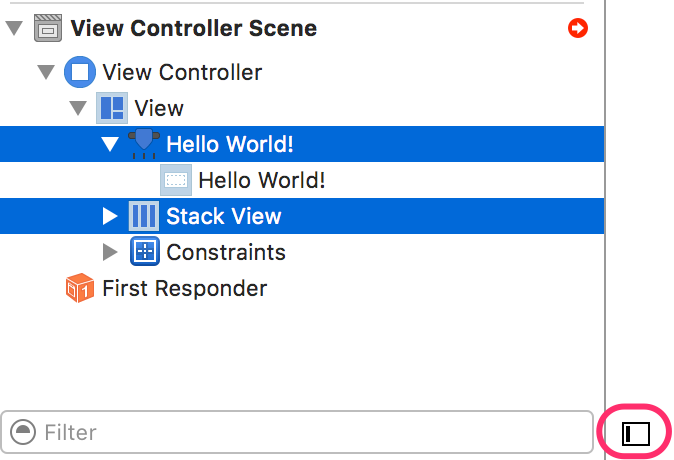 View Controller Scene
View Controller
View
Hello World!
Hello World!
Stack View
Constraints
First Responder
Filter